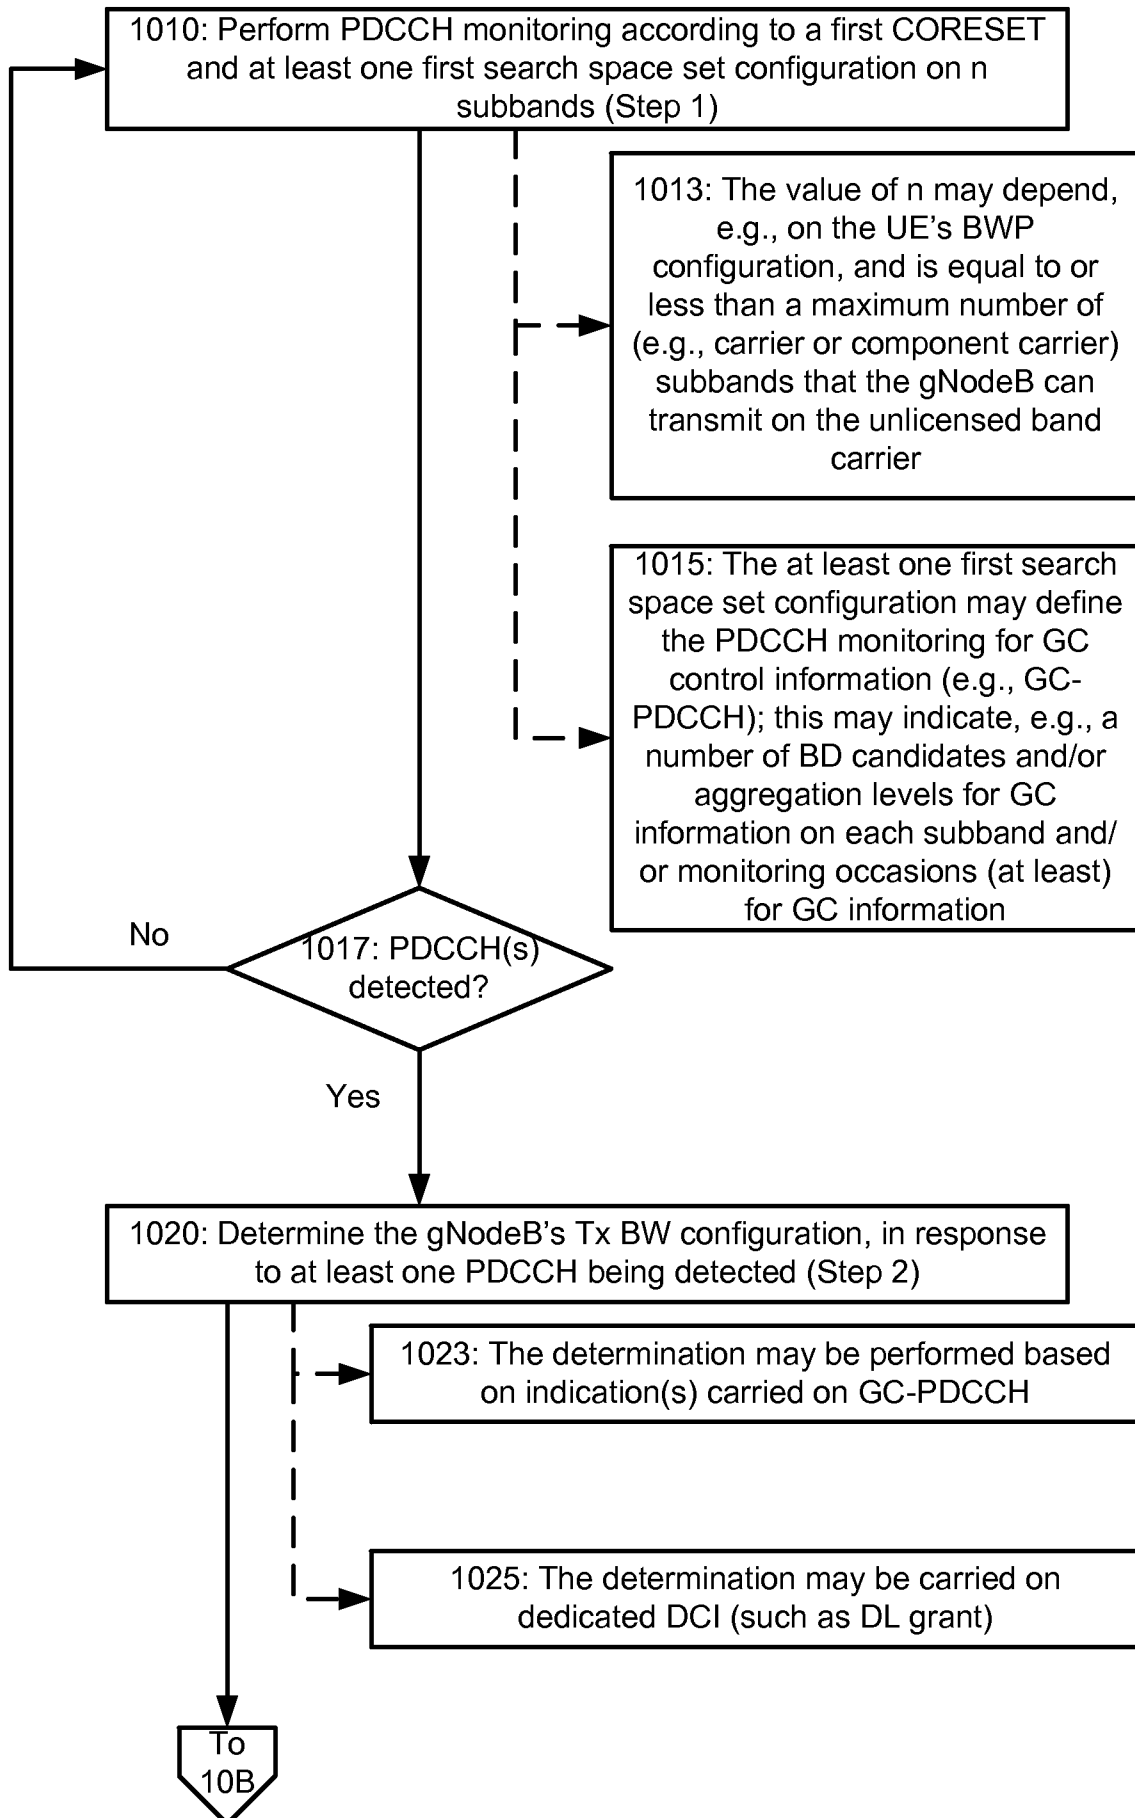 1010: Perform PDCCH monitoring according to a first CORESET
and at least one first search space set configuration on n
subbands (Step 1)
1013: The value of n may depend,
e.g., on the UE’s BWP
configuration, and is equal to or
less than a maximum number of
(e.g., carrier or component carrier)
subbands that the gNodeB can
transmit on the unlicensed band
carrier
1015: The at least one first search
space set configuration may define
the PDCCH monitoring for GC
control information (e.g., GC-
PDCCH); this may indicate, e.g., a
number of BD candidates and/or
aggregation levels for GC
information on each subband and/
or monitoring occasions (at least)
for GC information
No
1017: PDCCH(s)
detected?
Yes
1020: Determine the gNodeB’s Tx BW configuration, in response
to at least one PDCCH being detected (Step 2)
1023: The determination may be performed based
on indication(s) carried on GC-PDCCH
1025: The determination may be carried on
dedicated DCI (such as DL grant)
To
10B